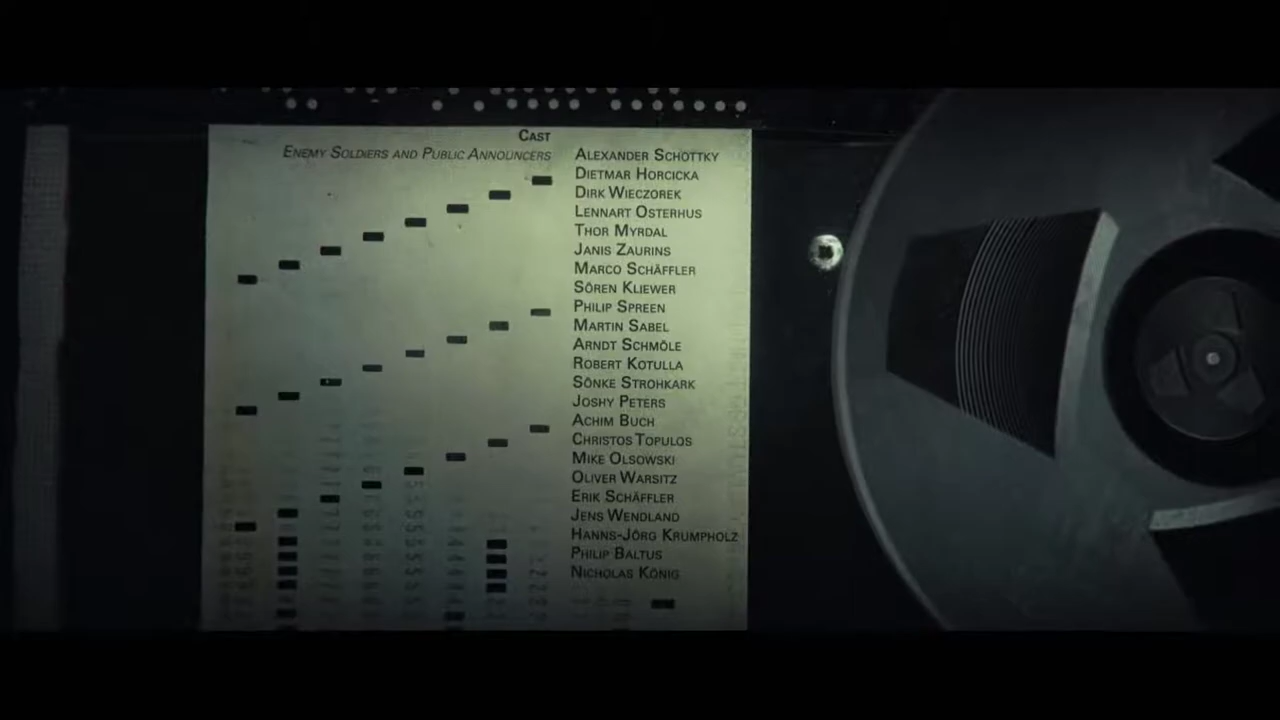 CAST
ENEMY SOLDIERS AND PUBLIC ANNOUNCERS
ALEXANDER SCHOTTKY
DIETMAR HORCICKA
DIRK WIECZOREK
LENNART OSTERHUS
THOR MYRDAL
JANIS ZAURINS
MARCO SCHÄFFLER
SÖREN KLIEWER
PHILIP SPREEN
MARTIN SABEL
ARNDT SCHMÖLE
ROBERT KOTULLA
SÖNKE STROHKARK
JOSHY PETERS
ACHIM BUCH
CHRISTOS TOPULOS
MIKE OLSOWSKI
OLIVER WARSITZ
ERIK SCHÄFFLER
JENS WENDLAND
HANNS-JÖRG KRUMPHOLZ
PHILIP BALTUS
NICHOLAS KÖNIG